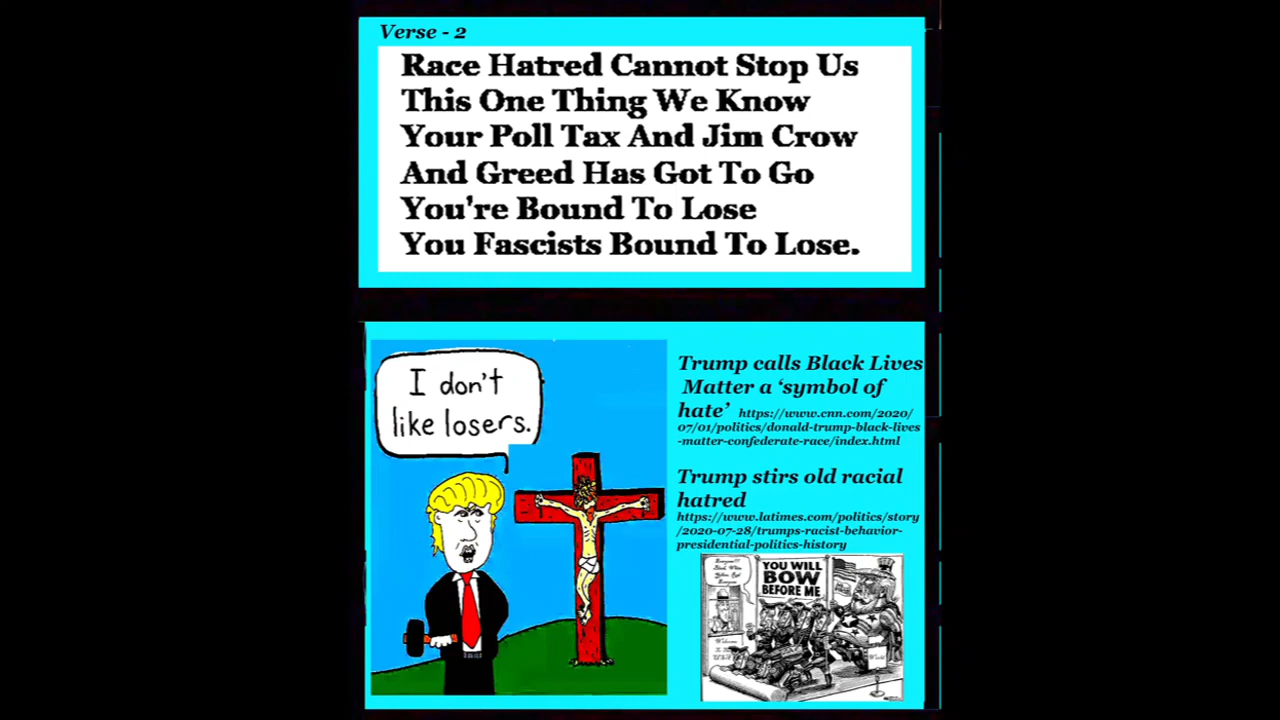 Verse - 2
Race Hatred Cannot Stop Us
This One Thing We Know
Your Poll Tax And Jim Crow
And Greed Has Got To Go
You're Bound To Lose
You Fascists Bound To Lose.
I don't
like losers.
Trump calls Black Lives
Matter a ‘symbol of
hate’ https://www.cnn.com/2020/
07/01/politics/donald-trump-black-lives
-matter-confederate-race/index.html
Trump stirs old racial
hatred
https://www.latimes.com/politics/story
/2020-07-28/trumps-racist-behavior-
presidential-politics-history
YOU WILL
BOW
BEFORE ME